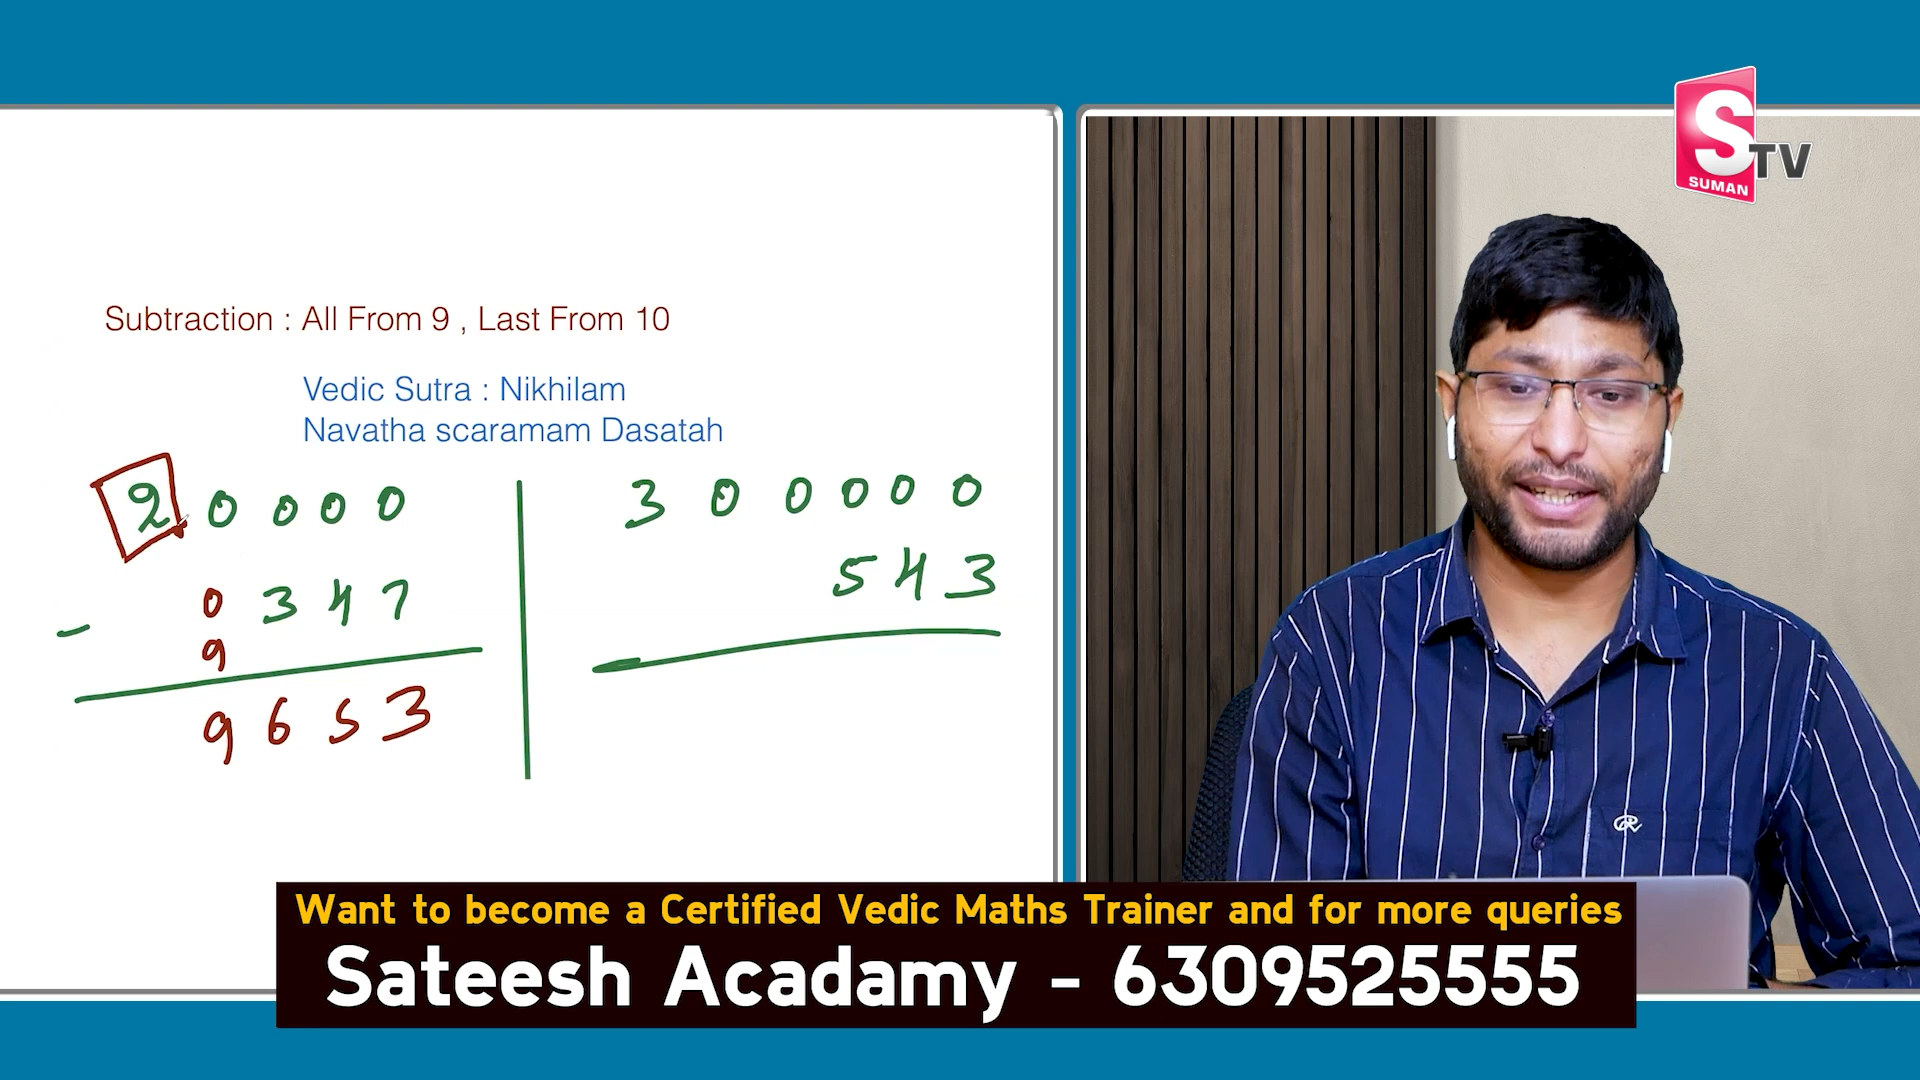 S TV
SUMAN
Subtraction : All From 9 , Last From 10
Vedic Sutra : Nikhilam
Navatha scaramam Dasatah
2 0 0 0 0
0 3 4 7
-
9
9 6 5 3
3 0 0 0 0 0
5 4 3
Want to become a Certified Vedic Maths Trainer and for more queries
Sateesh Acadamy - 6309525555